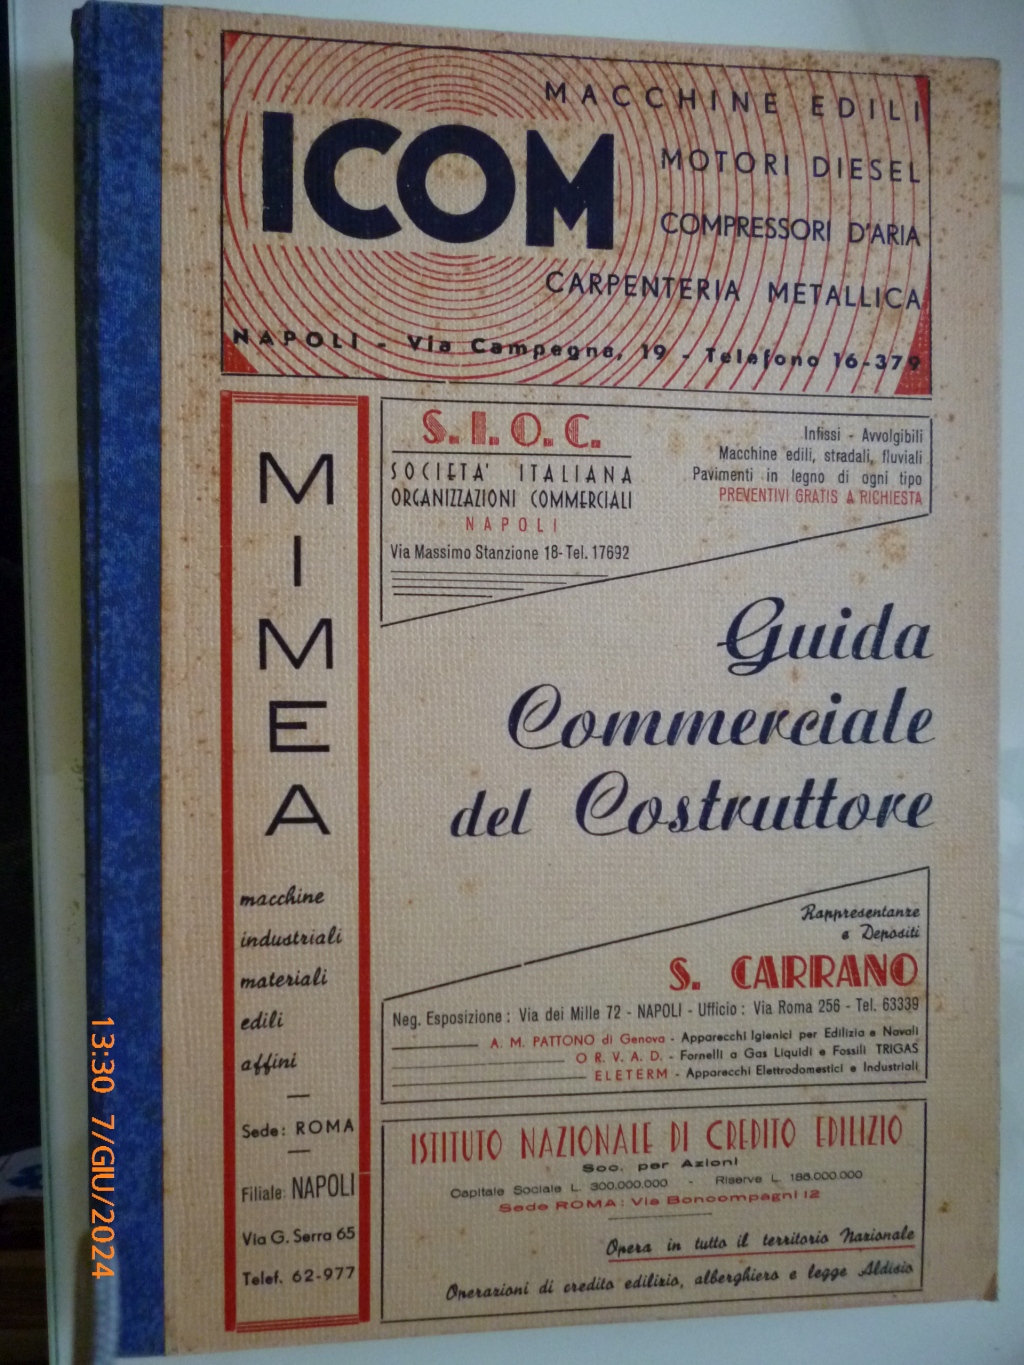 MACCHINE EDILI
ICOM
MOTORI DIESEL
COMPRESSORI D'ARIA
CARPENTERIA METALLICA
NAPOLI - Via Campegna, 19 - Telefono 16-379
MIMEA
macchine
industriali
materiali
edili
affini
Sede: ROMA
Filiale: NAPOLI
Via G. Serra 65
Telef. 62-977
S. I. O. C.
SOCIETA' ITALIANA
ORGANIZZAZIONI COMMERCIALI
NAPOLI
Via Massimo Stanzione 18 - Tel. 17692
Infissi - Avvolgibili
Macchine edili, stradali, fluviali
Pavimenti in legno di ogni tipo
PREVENTIVI GRATIS A RICHIESTA
Guida
Commerciale
del Costruttore
Rappresentanze
e Depositi
S. CARRANO
Neg. Esposizione: Via dei Mille 72 - NAPOLI - Ufficio: Via Roma 256 - Tel. 63339
A. M. PATTONO di Genova - Apparecchi Igienici per Edilizia e Navali
O R. V. A. D. - Fornelli a Gas Liquidi e Fossili TRIGAS
ELETERM - Apparecchi Elettrodomestici e Industriali
ISTITUTO NAZIONALE DI CREDITO EDILIZIO
Soc. per Azioni
Capitale Sociale L. 300.000.000 - Riserve L. 186.000.000
Sede ROMA: Via Boncompagni 12
Opera in tutto il territorio Nazionale
Operazioni di credito edilizio, alberghiero e legge Aldisio
13:30 7/GIU/2024